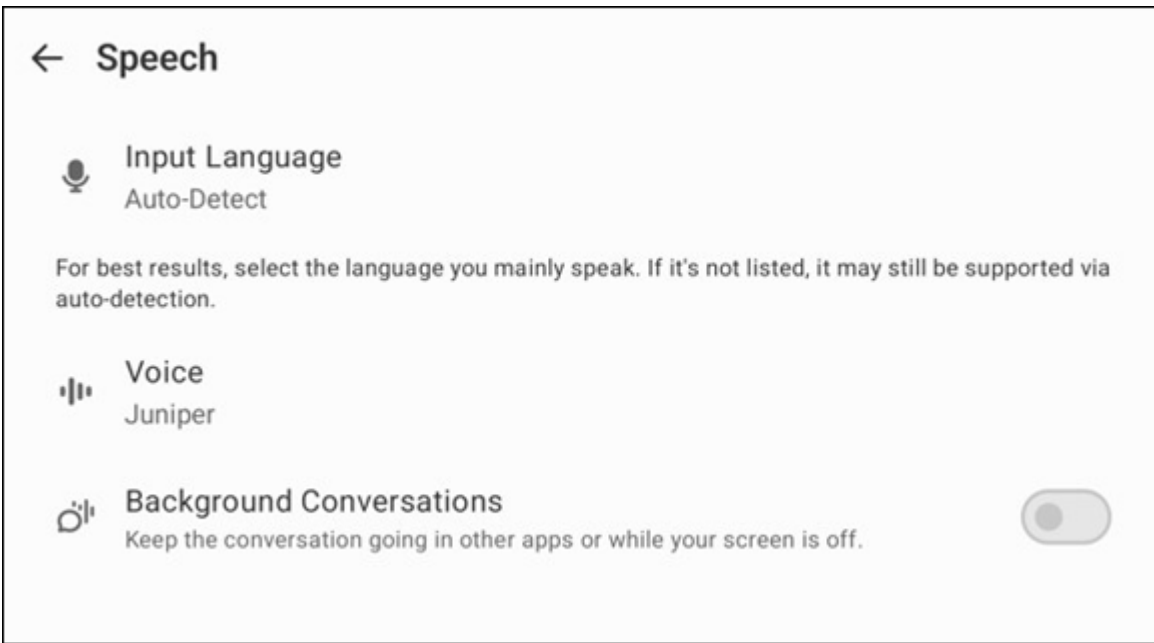 Speech
Input Language
Auto-Detect
For best results, select the language you mainly speak. If it's not listed, it may still be supported via
auto-detection.
Voice
Juniper
Background Conversations
Keep the conversation going in other apps or while your screen is off.